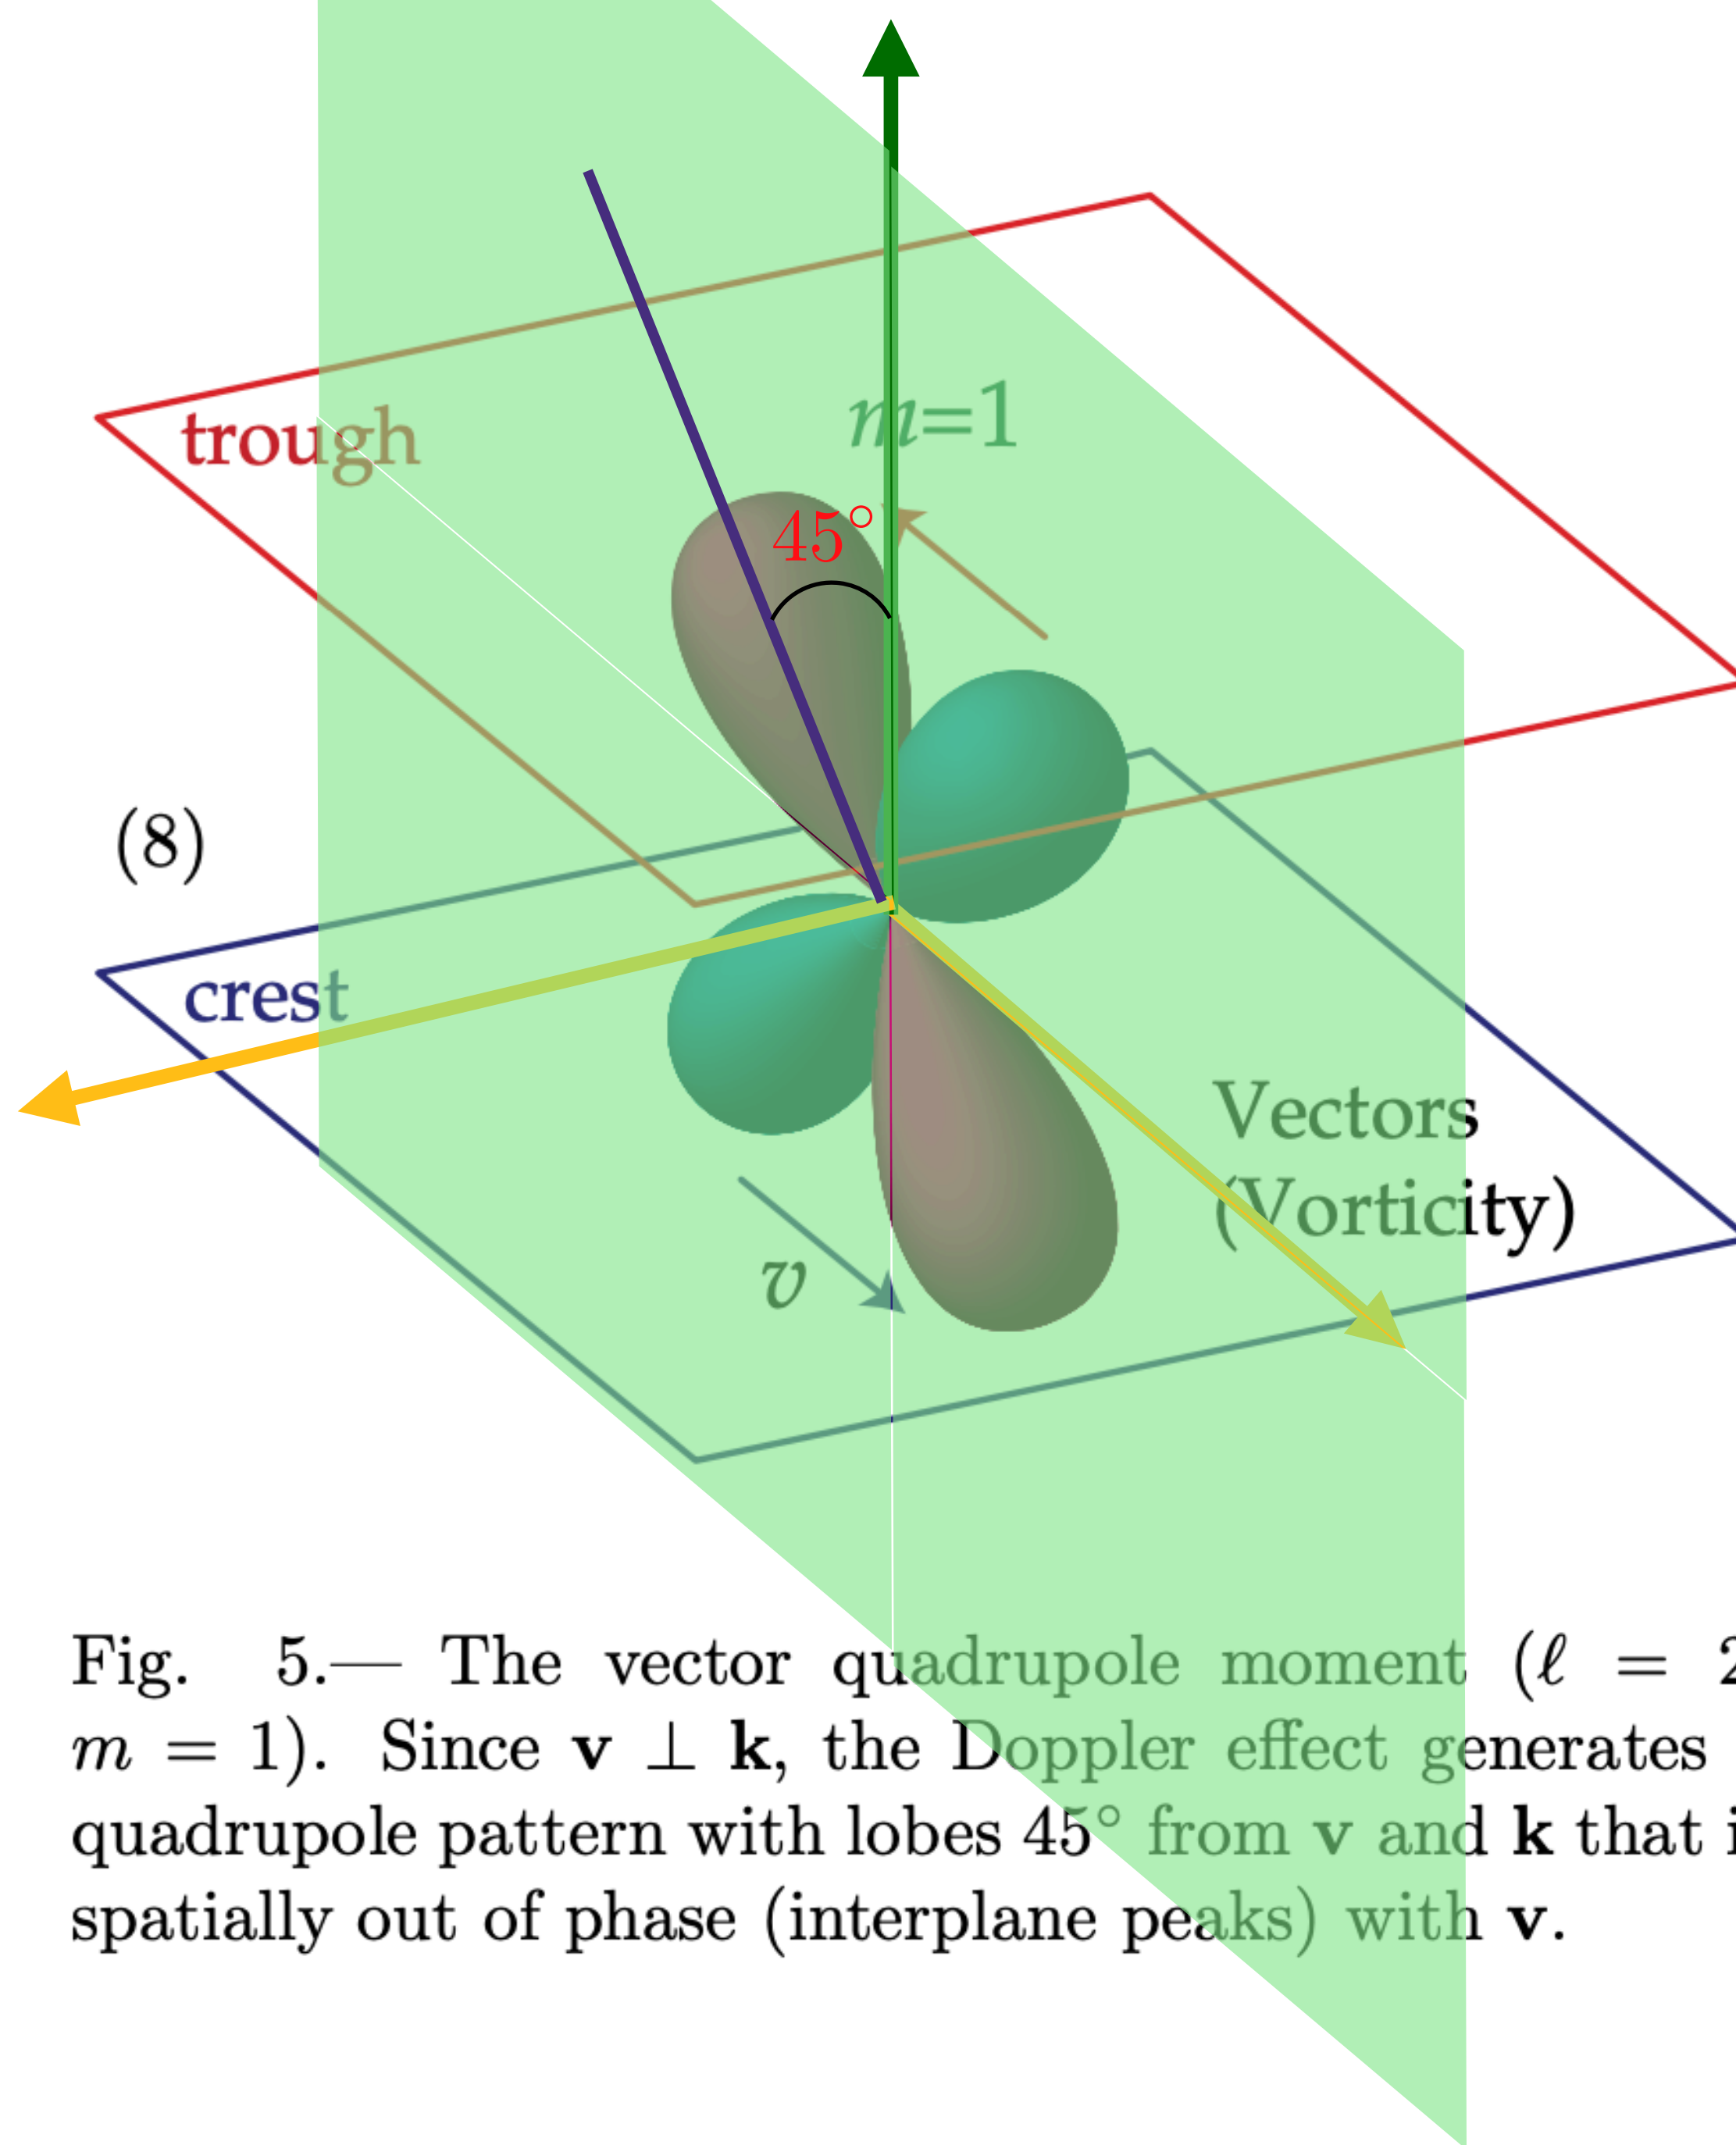 m=1
trough
45°
(8)
crest
Vectors
(Vorticity)
v
Fig. 5.— The vector quadrupole moment (ℓ = 2
m = 1). Since v ⊥ k, the Doppler effect generates
quadrupole pattern with lobes 45° from v and k that i
spatially out of phase (interplane peaks) with v.